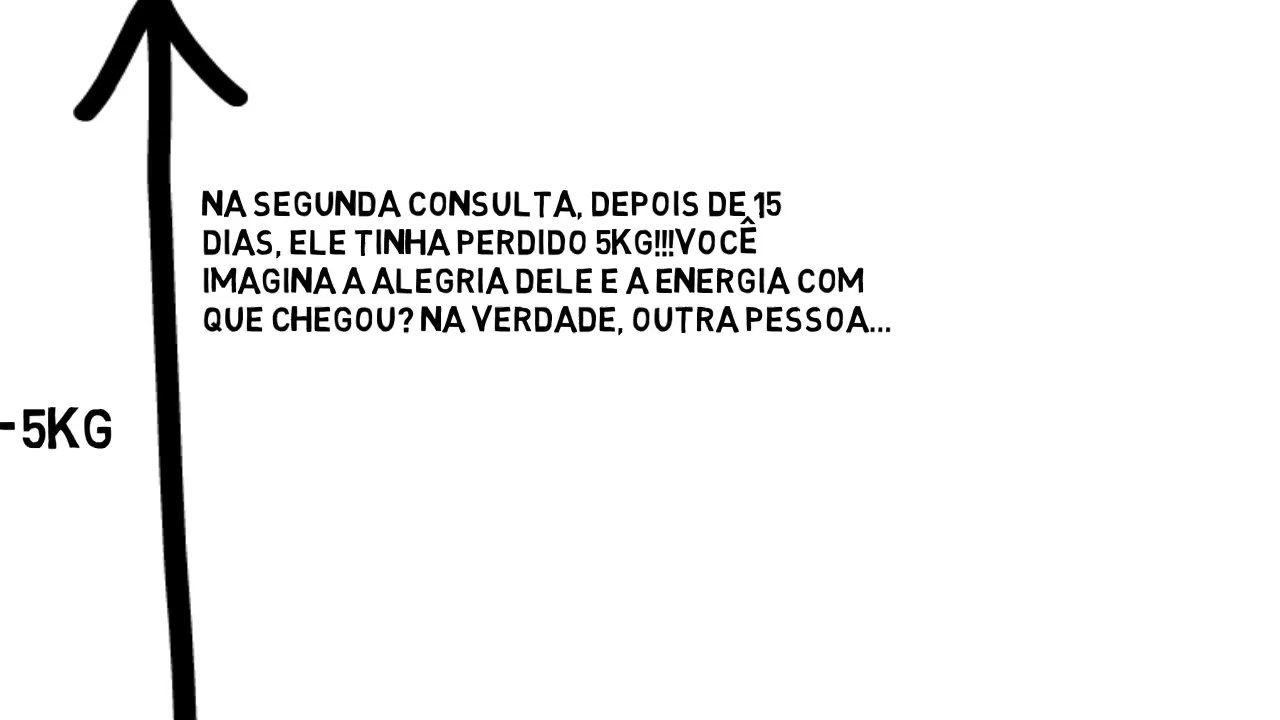 NA SEGUNDA CONSULTA, DEPOIS DE 15
DIAS, ELE TINHA PERDIDO 5KG!!!VOCÊ
IMAGINA A ALEGRIA DELE E A ENERGIA COM
QUE CHEGOU? NA VERDADE, OUTRA PESSOA...
-5KG